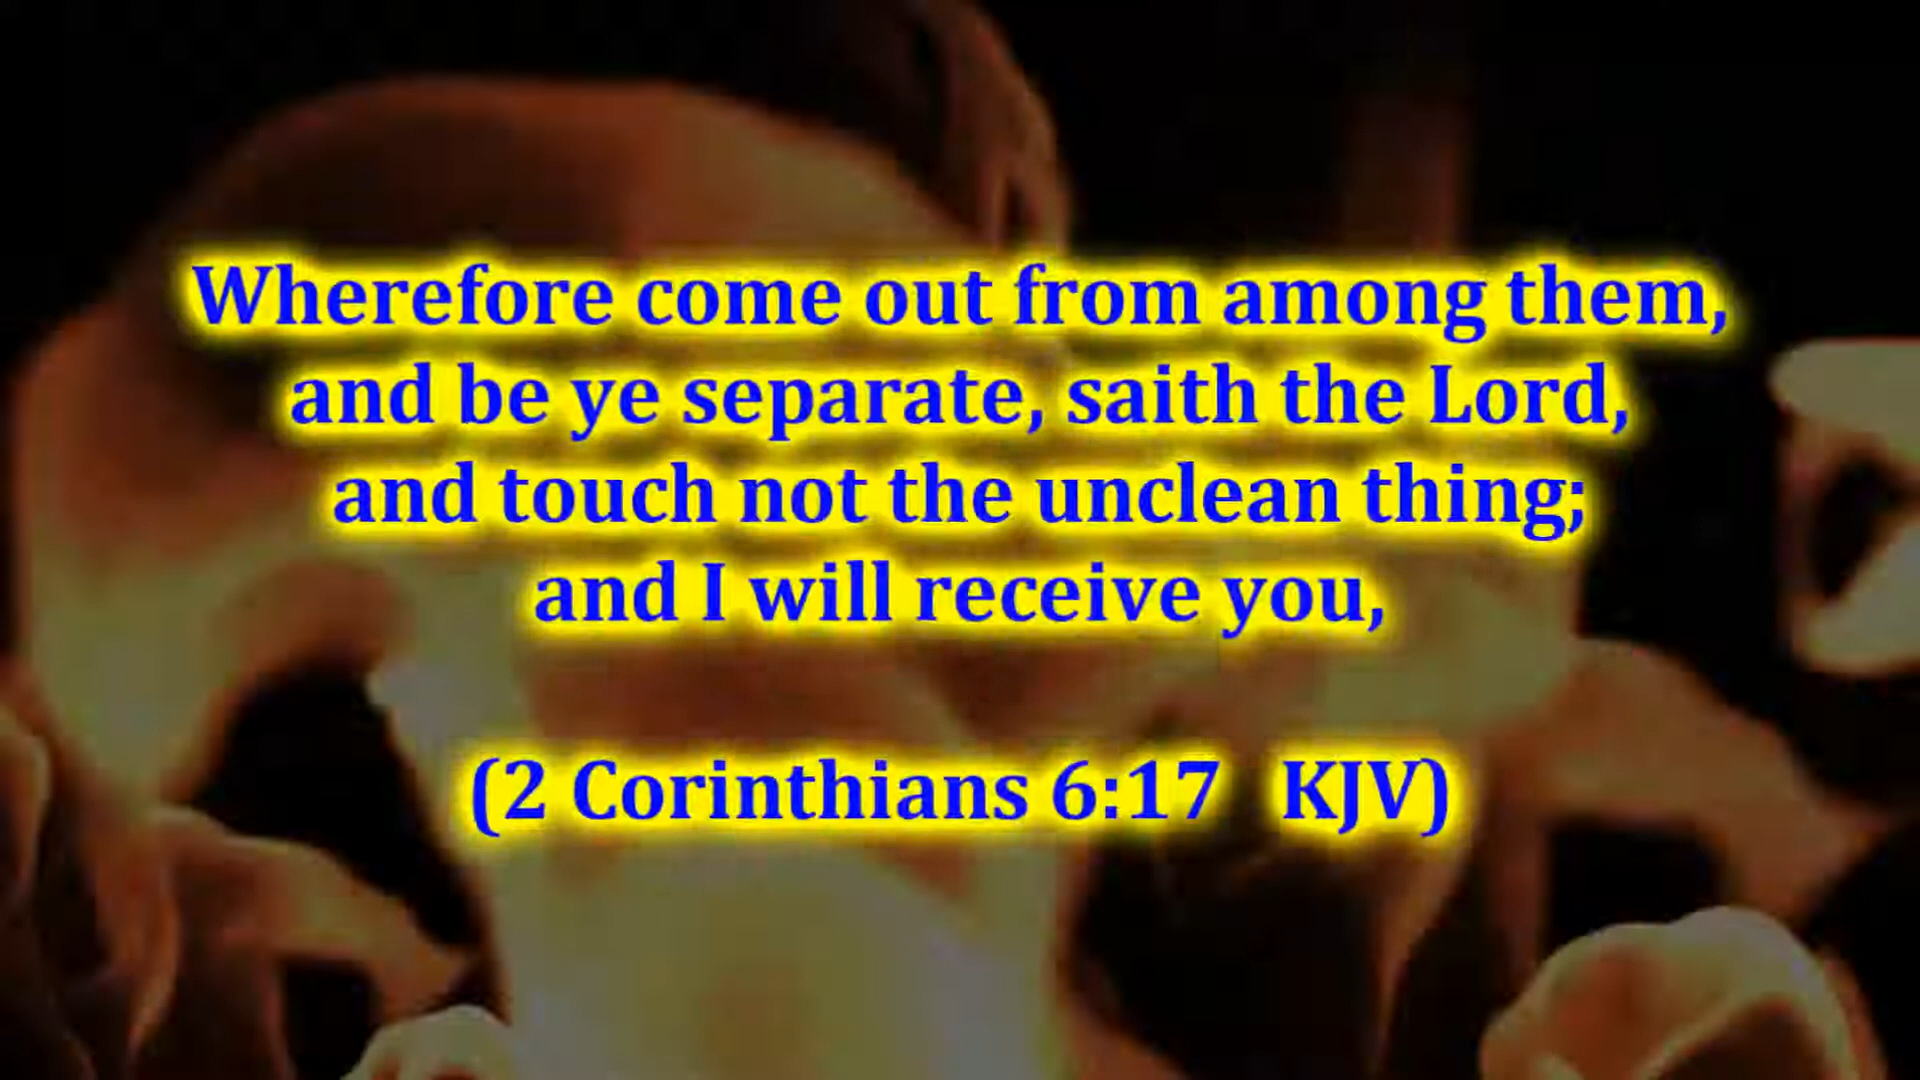 Wherefore come out from among them,
and be ye separate, saith the Lord,
and touch not the unclean thing;
and I will receive you,
(2 Corinthians 6:17 KJV)